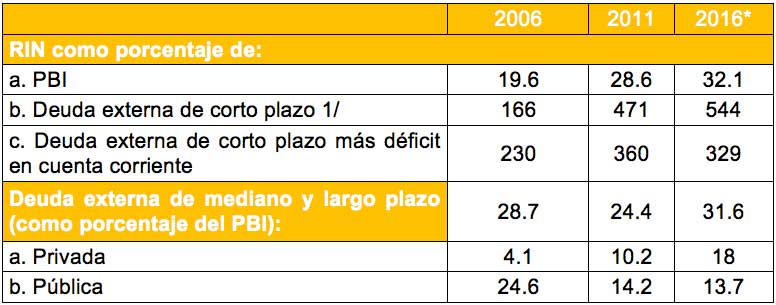 2006 2011 2016*
RIN como porcentaje de:
a. PBI 19.6 28.6 32.1
b. Deuda externa de corto plazo 1/ 166 471 544
c. Deuda externa de corto plazo más déficit
en cuenta corriente 230 360 329
Deuda externa de mediano y largo plazo
(como porcentaje del PBI): 28.7 24.4 31.6
a. Privada 4.1 10.2 18
b. Pública 24.6 14.2 13.7